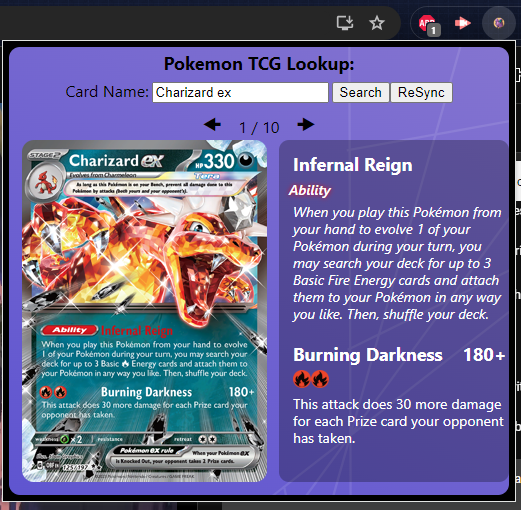 1
Pokemon TCG Lookup:
Card Name: Charizard ex Search ReSync
1 / 10
STAGE 2 Charizard ex HP 330
Evolves from Charmeleon Tera
As long as this Pokémon is on your Bench, prevent all damage done to this
Pokémon by attacks (both yours and your opponent's).
Ability Infernal Reign
When you play this Pokémon from your hand to evolve
1 of your Pokémon during your turn, you may search your
deck for up to 3 Basic Energy cards and attach them to
your Pokémon in any way you like. Then, shuffle your deck.
Burning Darkness 180+
This attack does 30 more damage for each Prize card your
opponent has taken.
weakness ×2 resistance retreat
Pokémon ex rule When your Pokémon ex
is Knocked Out, your opponent takes 2 Prize cards.
OBF EN 125/197
Infernal Reign
Ability
When you play this Pokémon from
your hand to evolve 1 of your
Pokémon during your turn, you
may search your deck for up to 3
Basic Fire Energy cards and attach
them to your Pokémon in any way
you like. Then, shuffle your deck.
Burning Darkness 180+
This attack does 30 more damage
for each Prize card your opponent
has taken.